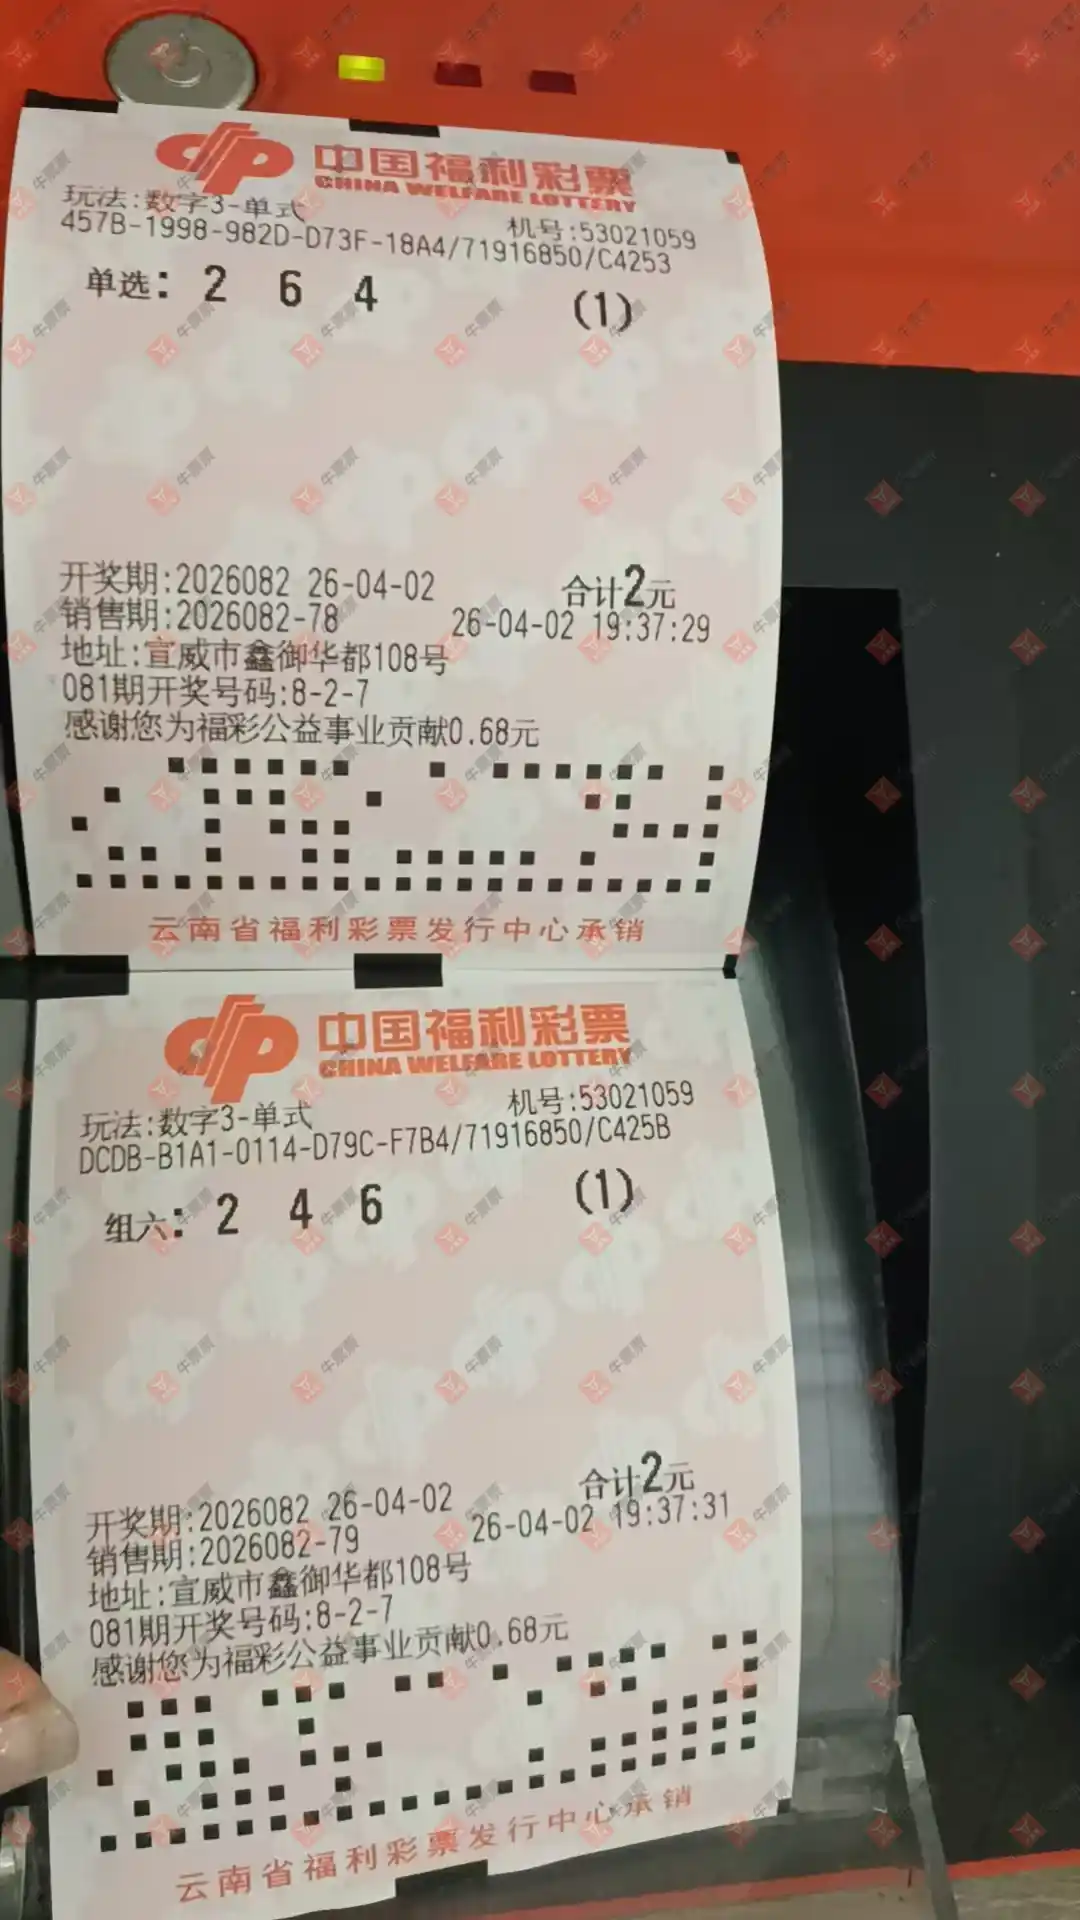 中国福利彩票
CHINA WELFARE LOTTERY
玩法:数字3-单式
机号:53021059
457B-1998-982D-D73F-18A4/71916850/C4253
单选: 2 6 4 (1)
开奖期:2026082 26-04-02 合计2元
销售期:2026082-78 26-04-02 19:37:29
地址:宣威市鑫御华都108号
081期开奖号码:8-2-7
感谢您为福彩公益事业贡献0.68元
云南省福利彩票发行中心承销
中国福利彩票
CHINA WELFARE LOTTERY
玩法:数字3-单式
机号:53021059
DCDB-B1A1-0114-D79C-F7B4/71916850/C425B
组六: 2 4 6 (1)
开奖期:2026082 26-04-02 合计2元
销售期:2026082-79 26-04-02 19:37:31
地址:宣威市鑫御华都108号
081期开奖号码:8-2-7
感谢您为福彩公益事业贡献0.68元
云南省福利彩票发行中心承销
牛票票